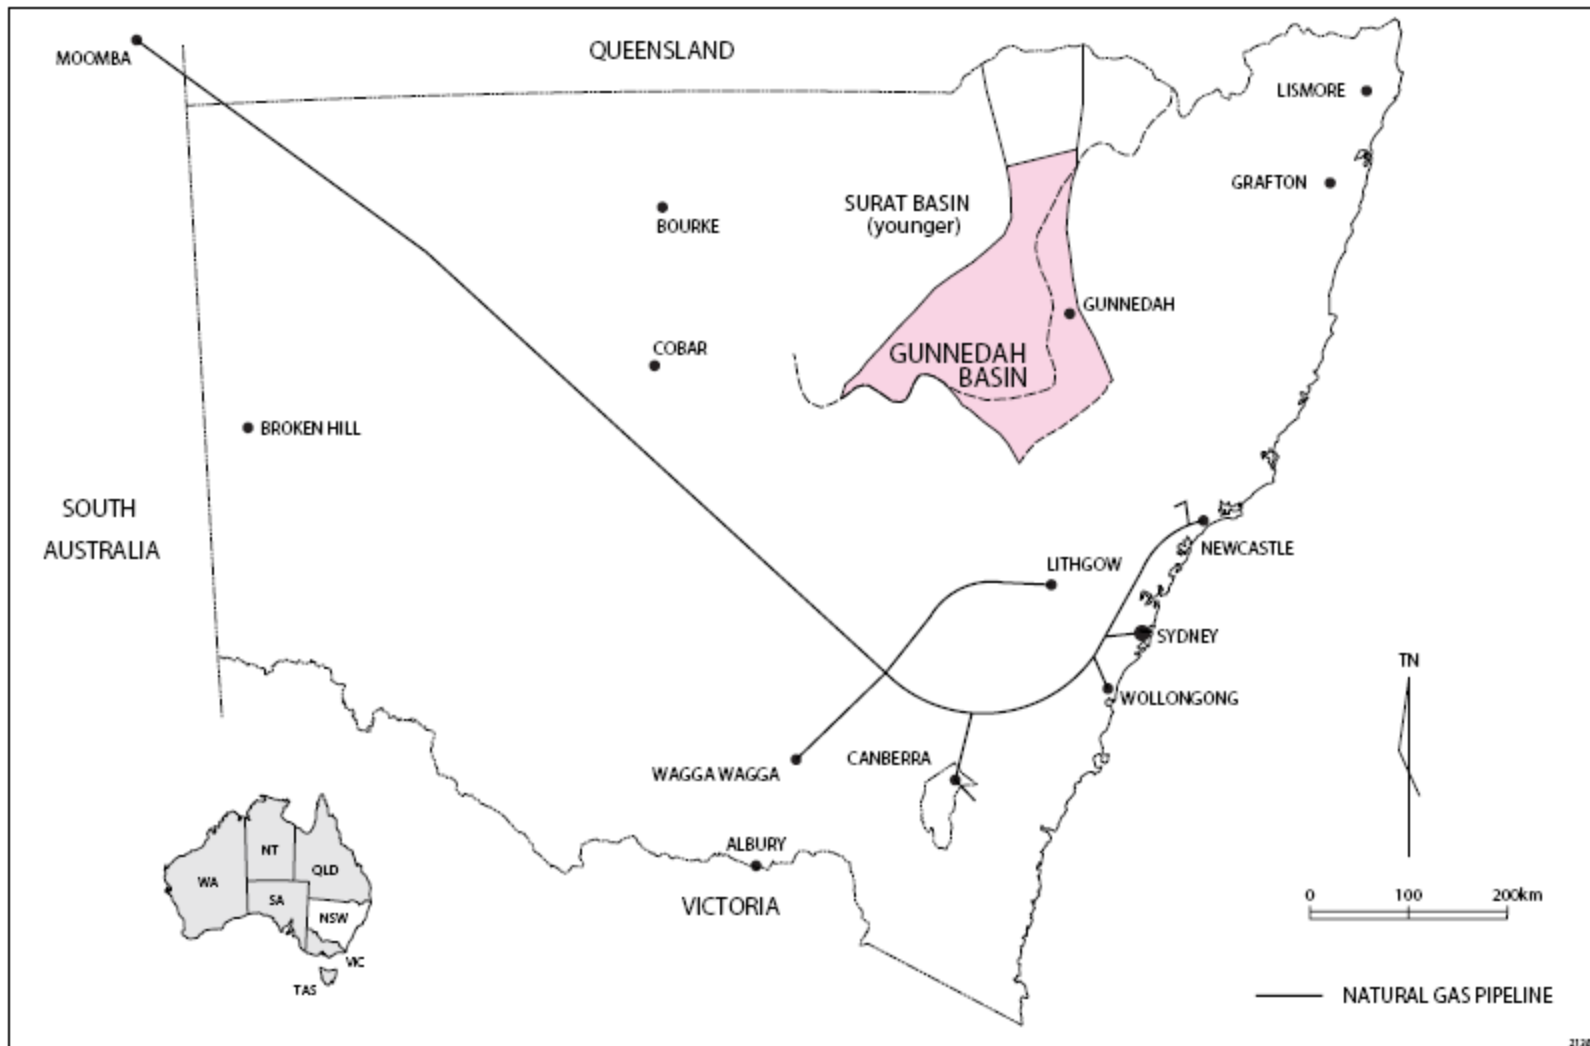 MOOMBA
QUEENSLAND
LISMORE
GRAFTON
SURAT BASIN
(younger)
BOURKE
GUNNEDAH
COBAR
GUNNEDAH
BASIN
BROKEN HILL
SOUTH
AUSTRALIA
NEWCASTLE
LITHGOW
SYDNEY
TN
WOLLONGONG
CANBERRA
WAGGA WAGGA
ALBURY
VICTORIA
NT
QLD
WA
SA
NSW
VIC
TAS
0 100 200km
NATURAL GAS PIPELINE